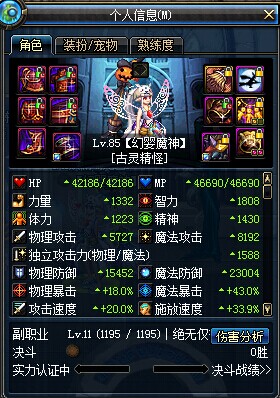 个人信息(M)
角色 装扮/宠物 熟练度
Lv.85【幻婴魔神】
[古灵精怪]
HP 42186/42186 MP 46690/46690
力量 1332 智力 1808
体力 1223 精神 1430
物理攻击 5727 魔法攻击 8192
独立攻击力(物理/魔法) 1588
物理防御 15452 魔法防御 23004
物理暴击 +18.0% 魔法暴击 +43.9%
攻击速度 +20.0% 施放速度 +33.9%
副职业 Lv.11 (1195 / 1195) | 绝无仅 伤害分析
决斗 0胜
实力认证中 决斗战绩>>